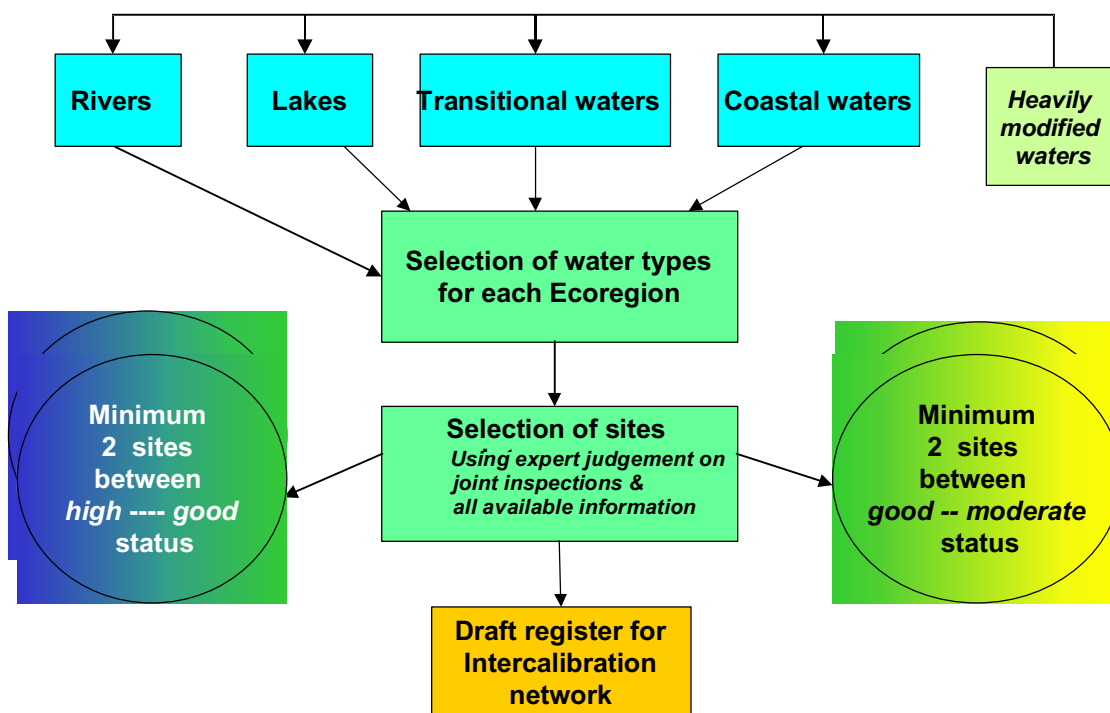 Rivers
Lakes
Transitional waters
Coastal waters
Heavily
modified
waters
Selection of water types
for each Ecoregion
Minimum
2 sites
between
high ---- good
status
Selection of sites
Using expert judgement on
joint inspections &
all available information
Minimum
2 sites
between
good -- moderate
status
Draft register for
Intercalibration
network